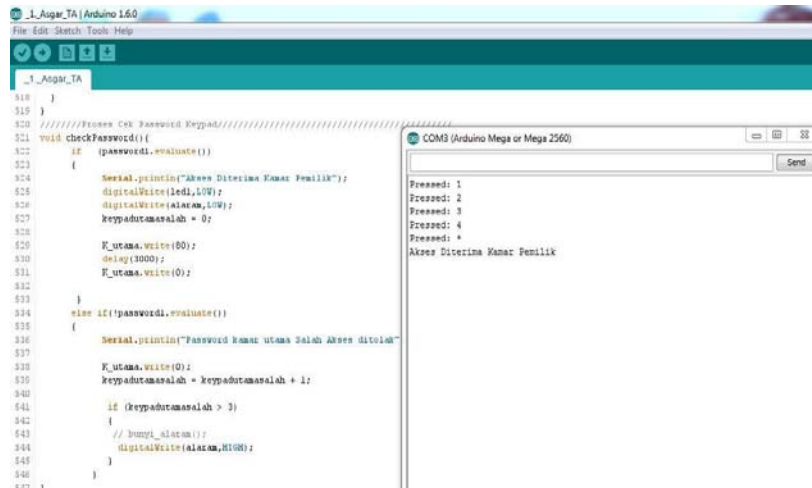 _1._Asgar_TA | Arduino 1.6.0
File Edit Sketch Tools Help
_1._Asgar_TA
518 }
519 }
520 ////////Proses Cek Password Keypad////////////////////////////////////////////
521 void checkPassword(){
522 if (password1.evaluate())
523 {
524 Serial.println("Akses Diterima Kamar Pemilik");
525 digitalWrite(led1,LOW);
526 digitalWrite(alaram,LOW);
527 keypadutamasalah = 0;
528
529 K_utama.write(80);
530 delay(3000);
531 K_utama.write(0);
532
533 }
534 else if(!password1.evaluate())
535 {
536 Serial.println("Password kamar utama Salah Akses ditolak"
537
538 K_utama.write(0);
539 keypadutamasalah = keypadutamasalah + 1;
540
541 if (keypadutamasalah > 3)
542 {
543 // bunyi_alaram();
544 digitalWrite(alaram,HIGH);
545 }
546 }
547 }
COM3 (Arduino Mega or Mega 2560)
Send
Pressed: 1
Pressed: 2
Pressed: 3
Pressed: 4
Pressed: *
Akses Diterima Kamar Pemilik